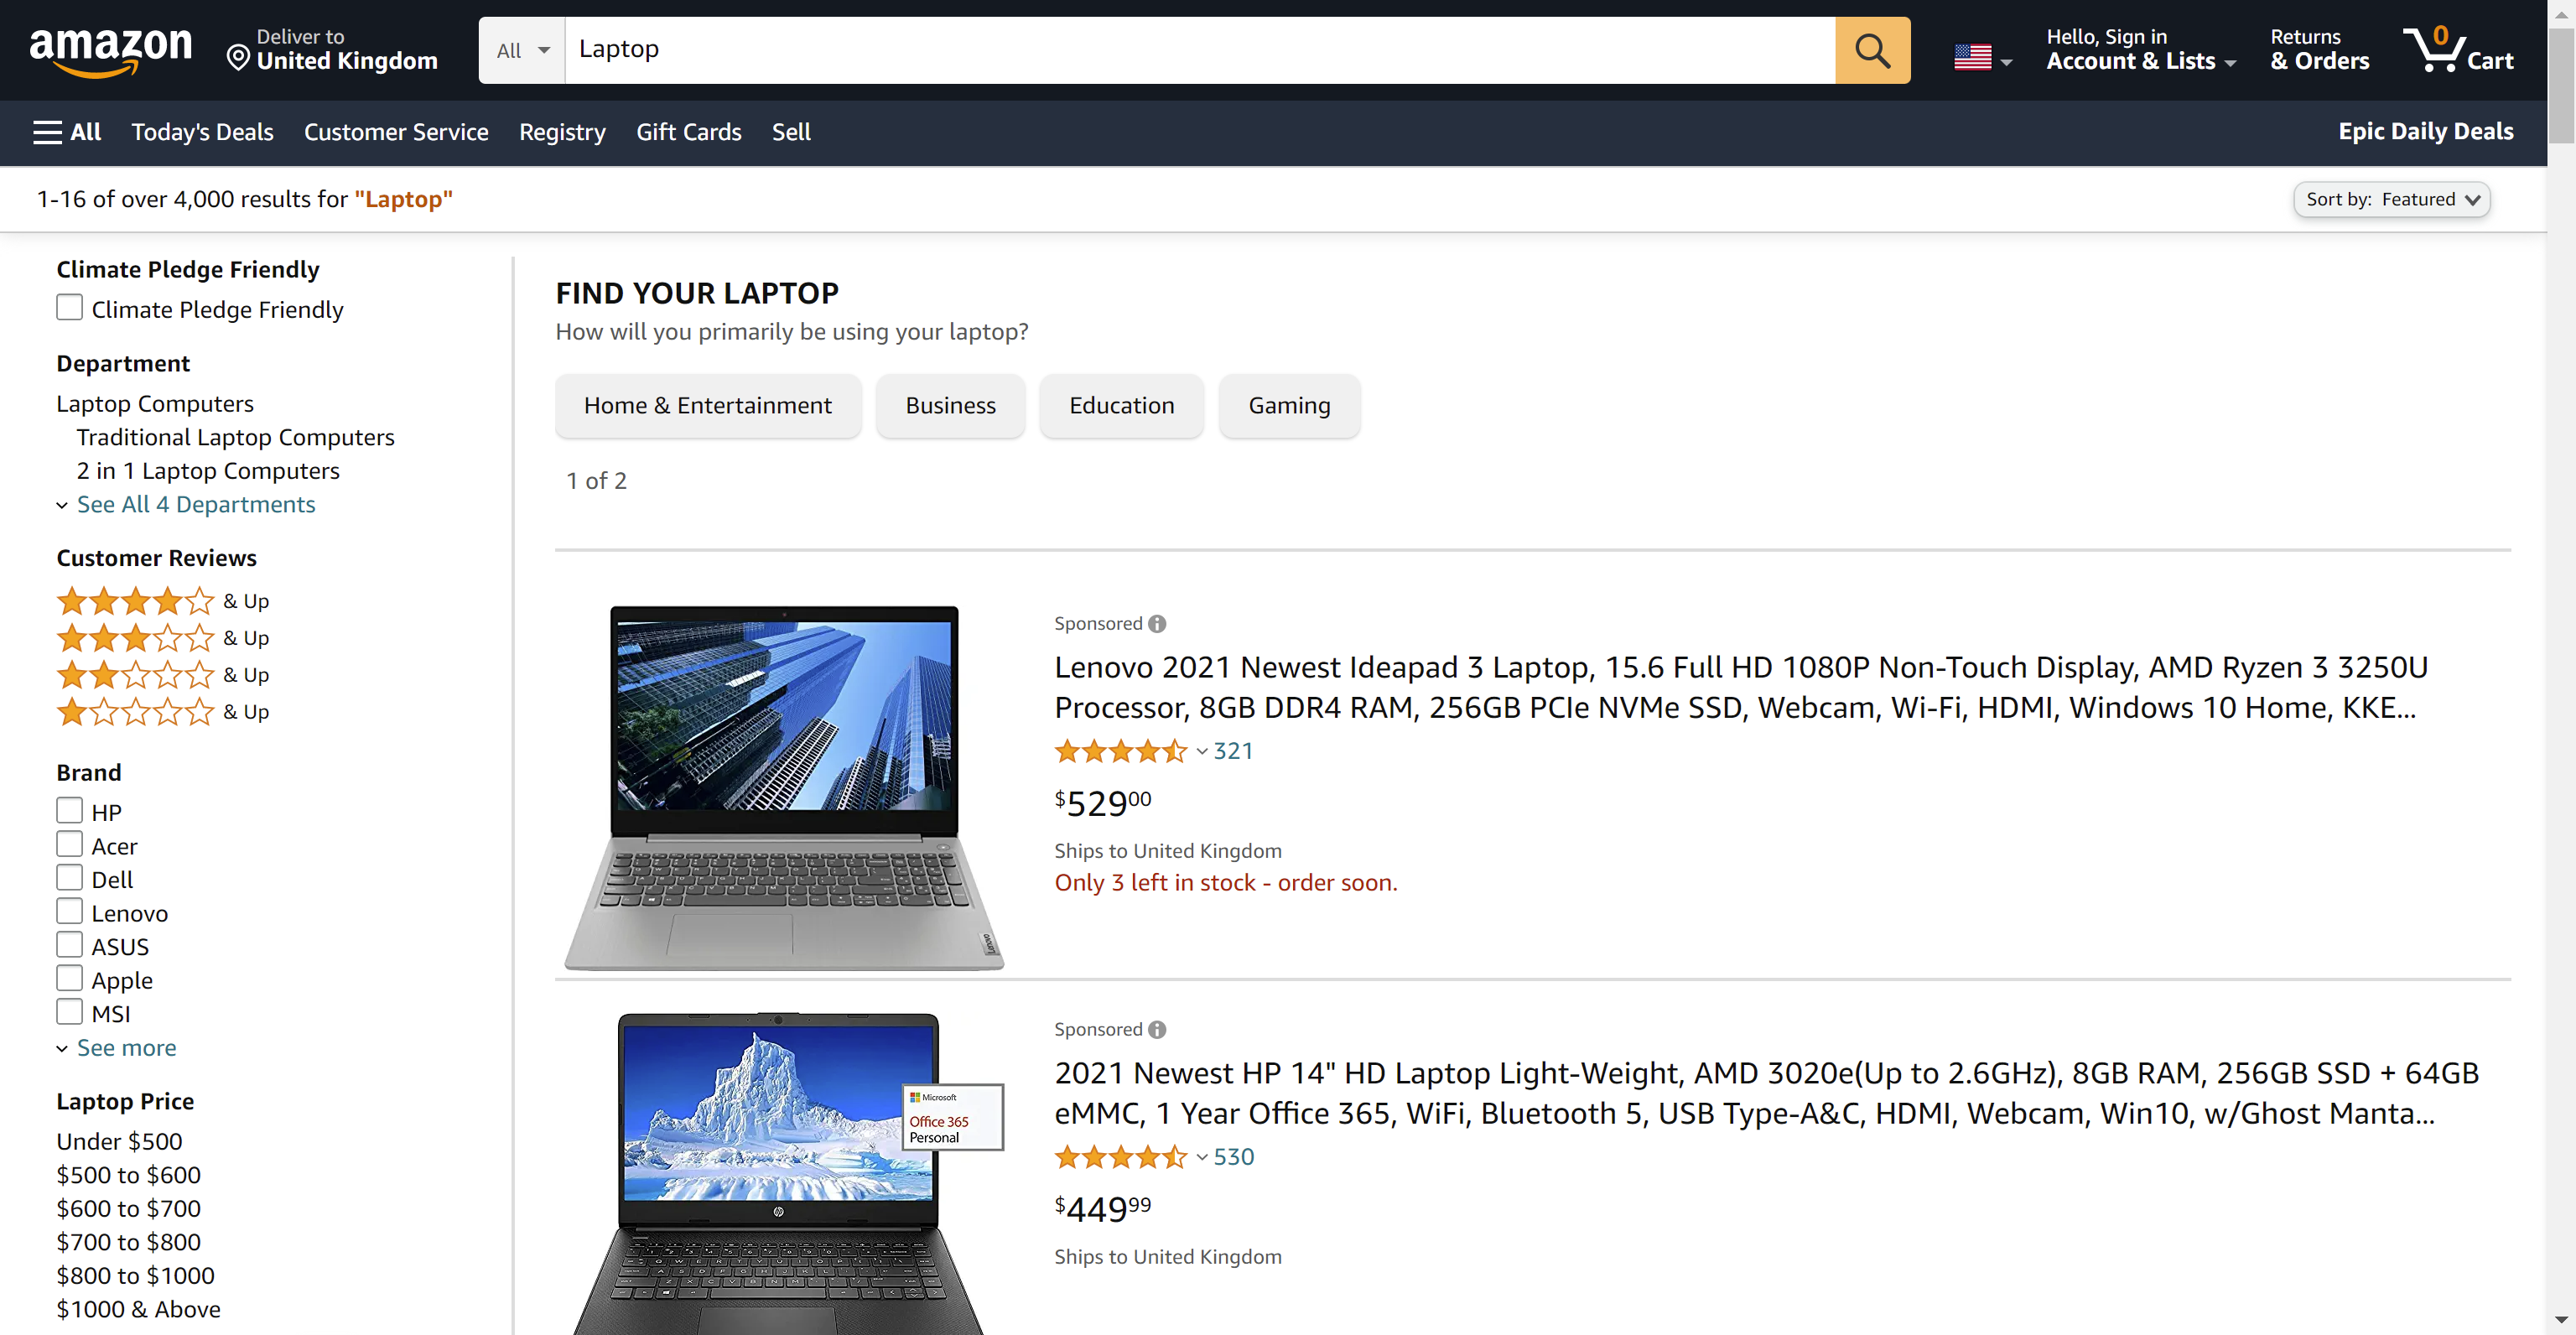 amazon
Deliver to
United Kingdom
All
Laptop
Hello, Sign in
Account & Lists
Returns
& Orders
0
Cart
All
Today's Deals
Customer Service
Registry
Gift Cards
Sell
Epic Daily Deals
1-16 of over 4,000 results for "Laptop"
Sort by: Featured
Climate Pledge Friendly
Climate Pledge Friendly
Department
Laptop Computers
Traditional Laptop Computers
2 in 1 Laptop Computers
See All 4 Departments
Customer Reviews
& Up
& Up
& Up
& Up
Brand
HP
Acer
Dell
Lenovo
ASUS
Apple
MSI
See more
Laptop Price
Under $500
$500 to $600
$600 to $700
$700 to $800
$800 to $1000
$1000 & Above
FIND YOUR LAPTOP
How will you primarily be using your laptop?
Home & Entertainment
Business
Education
Gaming
1 of 2
Lenovo
Sponsored
Lenovo 2021 Newest Ideapad 3 Laptop, 15.6 Full HD 1080P Non-Touch Display, AMD Ryzen 3 3250U
Processor, 8GB DDR4 RAM, 256GB PCIe NVMe SSD, Webcam, Wi-Fi, HDMI, Windows 10 Home, KKE...
321
$529.00
Ships to United Kingdom
Only 3 left in stock - order soon.
Microsoft
Office 365
Personal
hp
Sponsored
2021 Newest HP 14" HD Laptop Light-Weight, AMD 3020e(Up to 2.6GHz), 8GB RAM, 256GB SSD + 64GB
eMMC, 1 Year Office 365, WiFi, Bluetooth 5, USB Type-A&C, HDMI, Webcam, Win10, w/Ghost Manta...
530
$449.99
Ships to United Kingdom